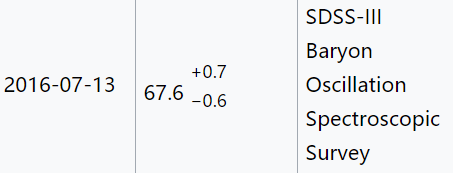 2016-07-13
67.6 +0.7
−0.6
SDSS-III
Baryon
Oscillation
Spectroscopic
Survey